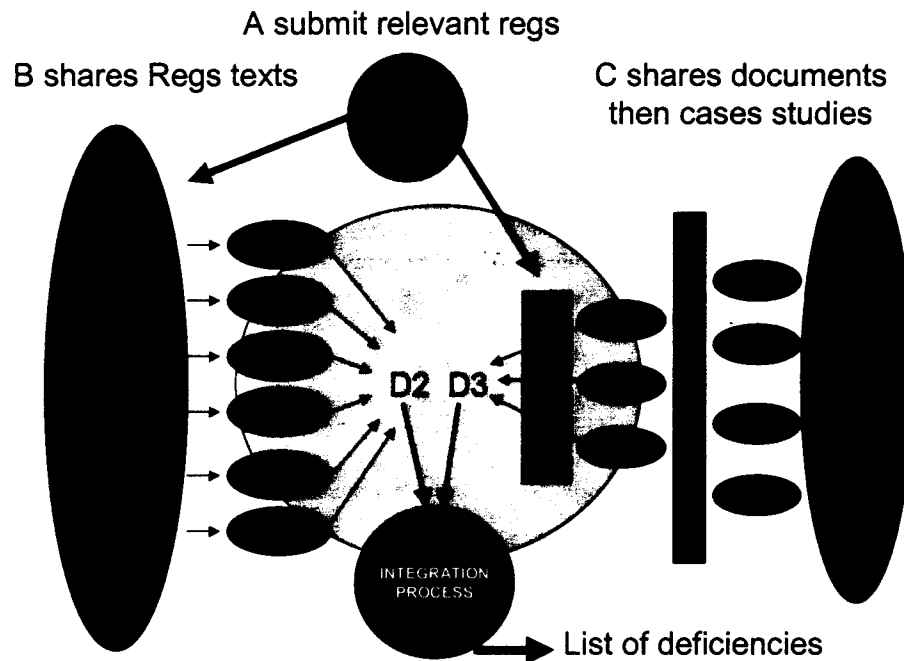 A submit relevant regs
B shares Regs texts
C shares documents
then cases studies
D2 D3
INTEGRATION
PROCESS
List of deficiencies